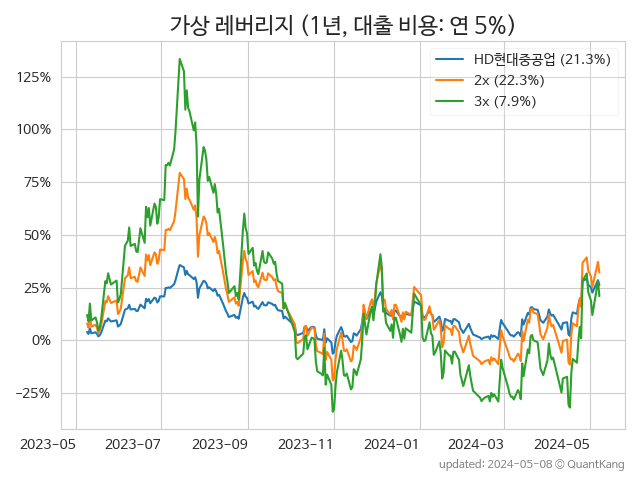 가상 레버리지 (1년, 대출 비용: 연 5%)
HD현대중공업 (21.3%)
2x (22.3%)
3x (7.9%)
125%
100%
75%
50%
25%
0%
−25%
2023-05 2023-07 2023-09 2023-11 2024-01 2024-03 2024-05
updated: 2024-05-08 © QuantKang